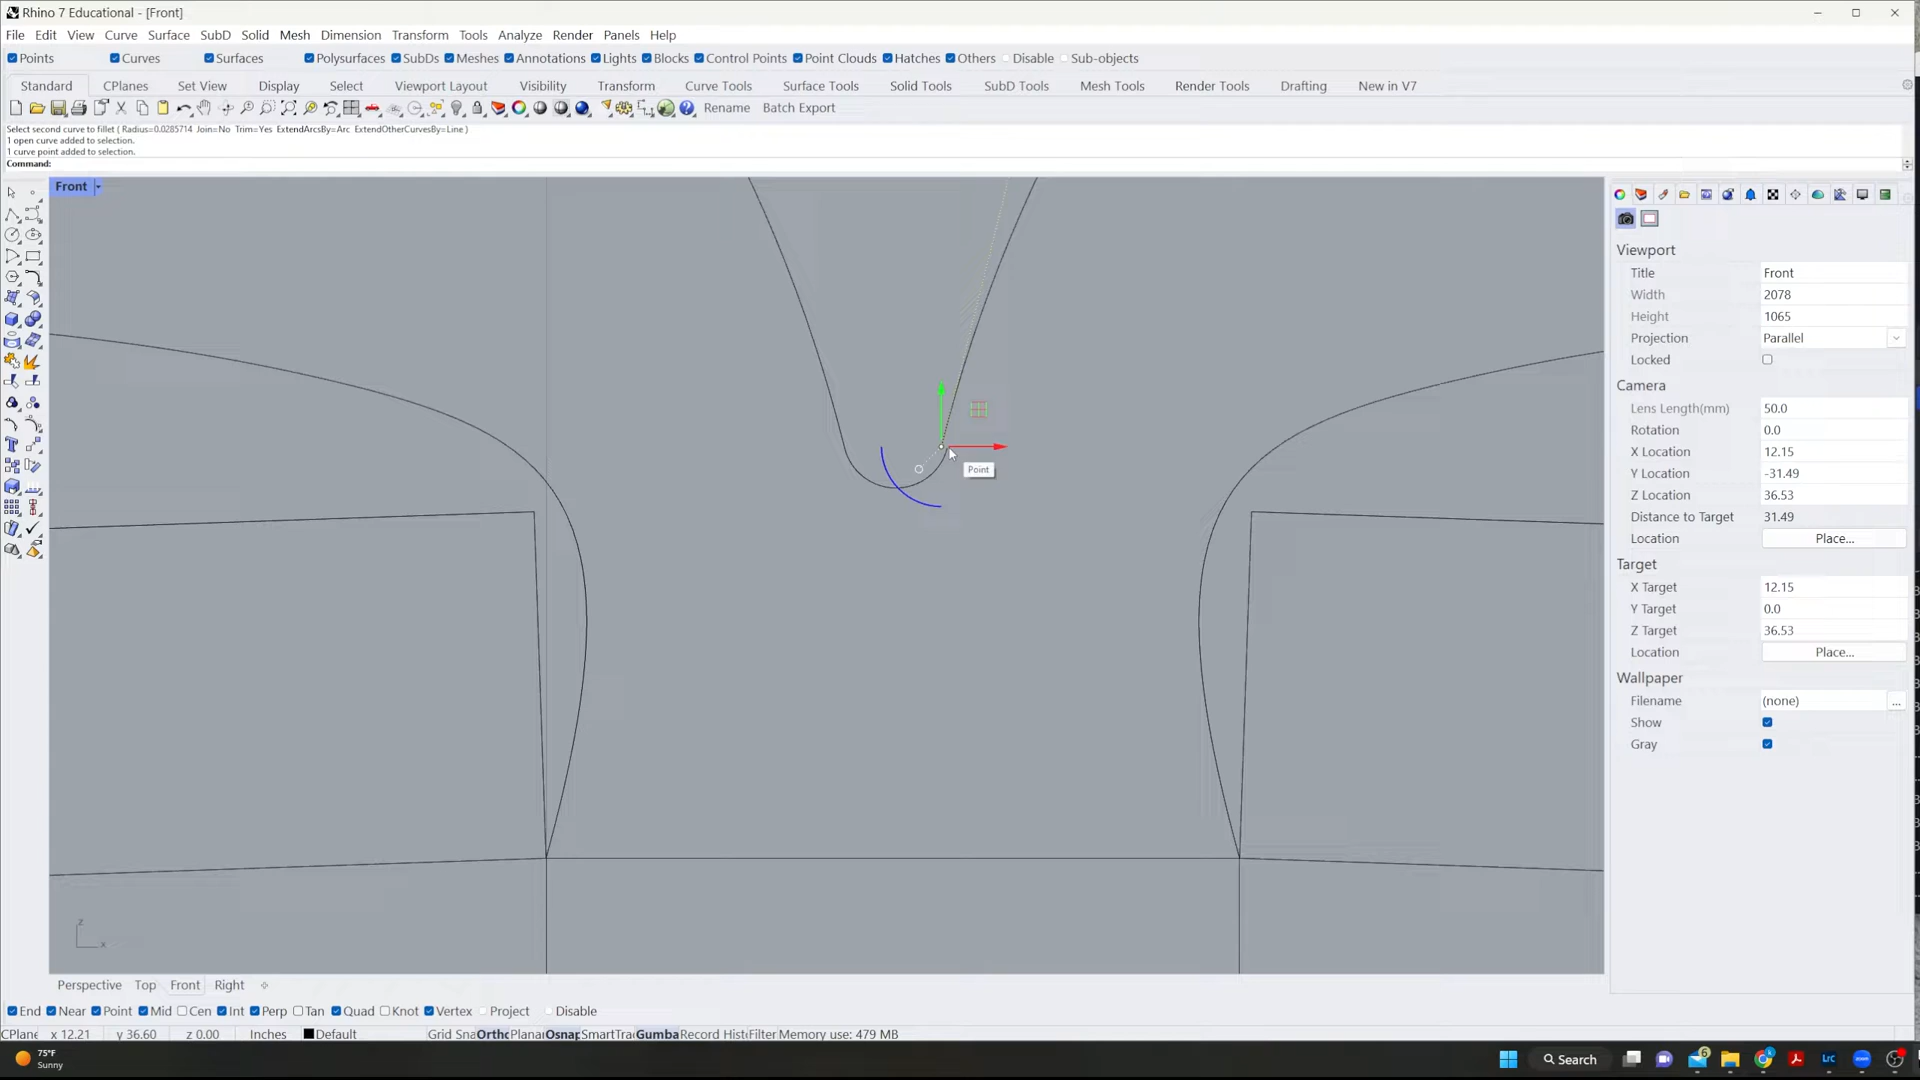 Rhino 7 Educational - [Front]
File Edit View Curve Surface SubD Solid Mesh Dimension Transform Tools Analyze Render Panels Help
Points Curves Surfaces Polysurfaces SubDs Meshes Annotations Lights Blocks Control Points Point Clouds Hatches Others Disable Sub-objects
Standard CPlanes Set View Display Select Viewport Layout Visibility Transform Curve Tools Surface Tools Solid Tools SubD Tools Mesh Tools Render Tools Drafting New in V7
Rename Batch Export
Select second curve to fillet ( Radius=0.0285714 Join=No Trim=Yes ExtendArcsBy=Arc ExtendOtherCurvesBy=Line )
1 open curve added to selection.
1 curve point added to selection.
Command:
Front
Point
z
x
Viewport
Title Front
Width 2078
Height 1065
Projection Parallel
Locked
Camera
Lens Length(mm) 50.0
Rotation 0.0
X Location 12.15
Y Location -31.49
Z Location 36.53
Distance to Target 31.49
Location Place...
Target
X Target 12.15
Y Target 0.0
Z Target 36.53
Location Place...
Wallpaper
Filename (none) ...
Show
Gray
Perspective Top Front Right
End Near Point Mid Cen Int Perp Tan Quad Knot Vertex Project Disable
CPlane x 12.21 y 36.60 z 0.00 Inches Default Grid Sna Ortho Plana Osnap SmartTra Gumba Record Histo Filter Memory use: 479 MB
75°F
Sunny
Search
6
Lrc
zoom